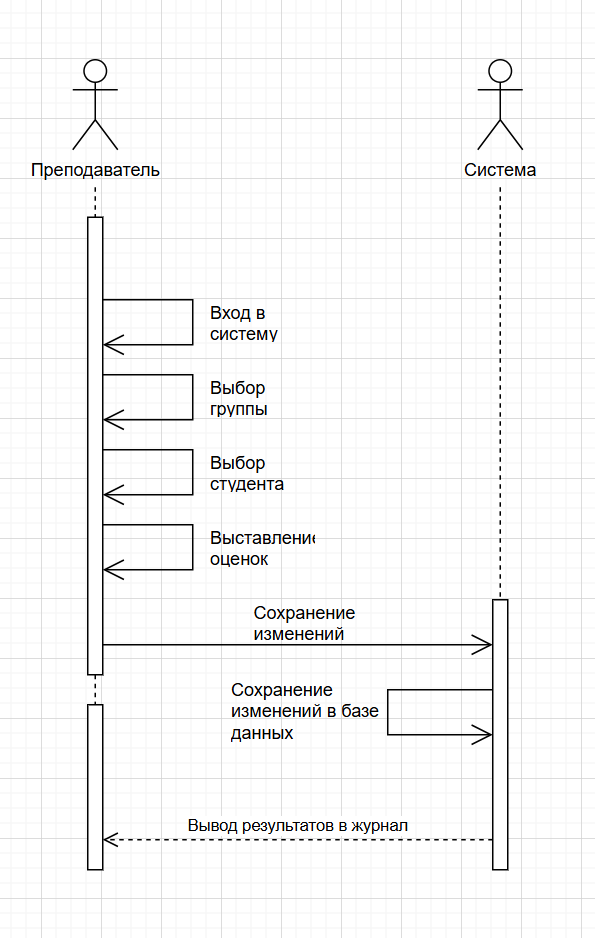 Преподаватель
Система
Вход в
систему
Выбор
группы
Выбор
студента
Выставление
оценок
Сохранение
изменений
Сохранение
изменений в базе
данных
Вывод результатов в журнал